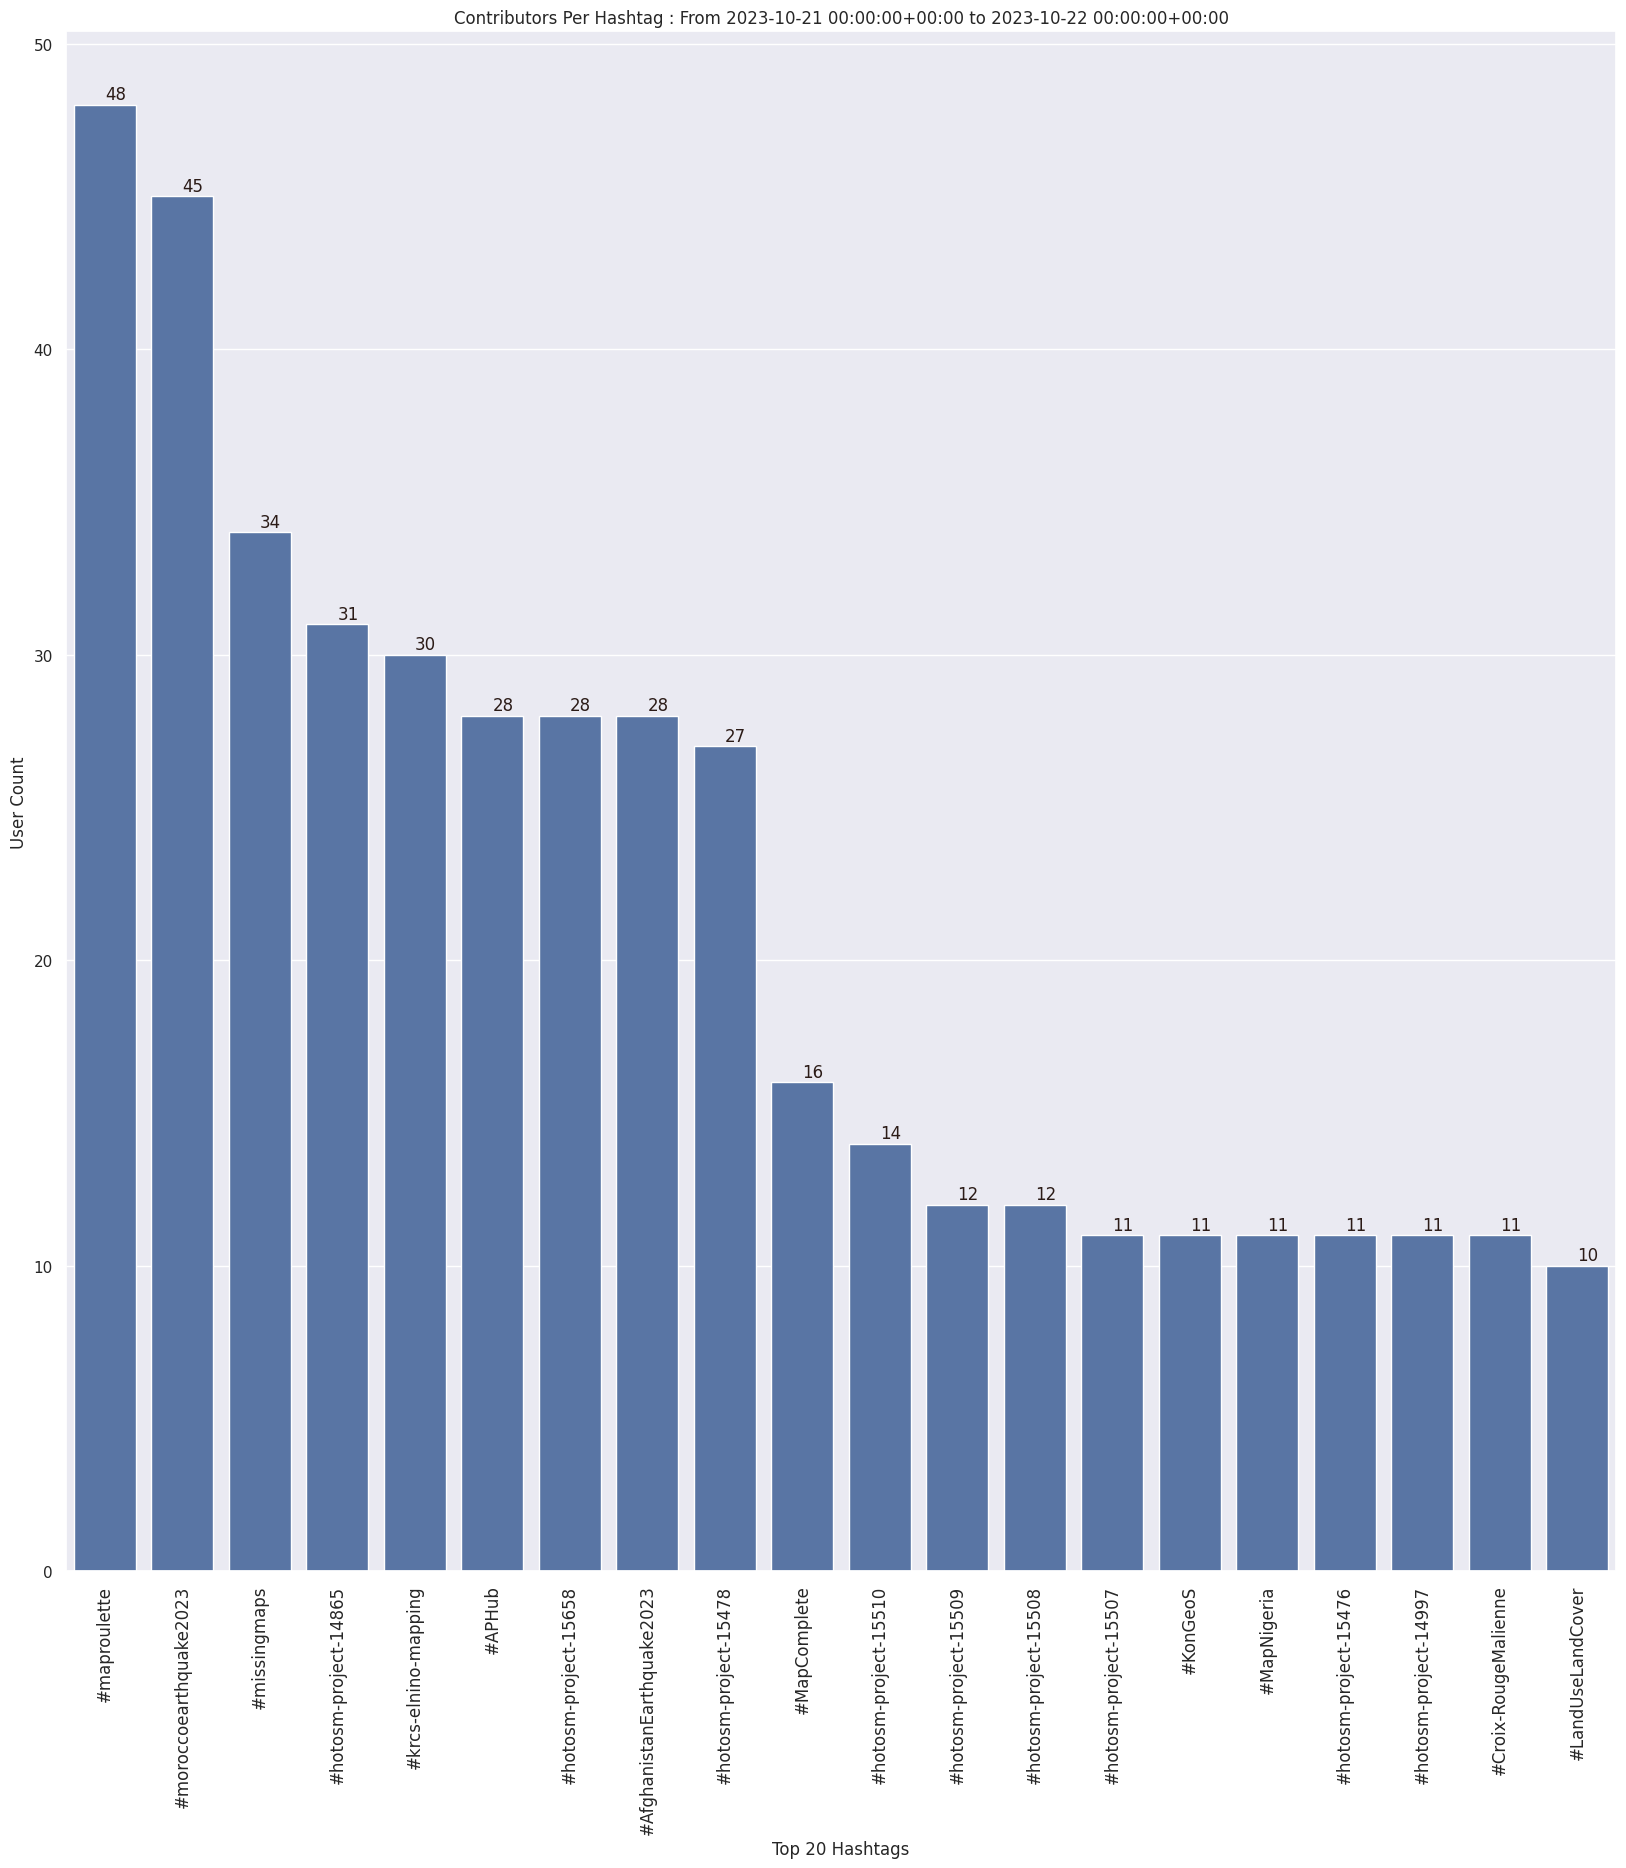 Contributors Per Hashtag : From 2023-10-21 00:00:00+00:00 to 2023-10-22 00:00:00+00:00
User Count
50
40
30
20
10
0
48
45
34
31
30
28
28
28
27
16
14
12
12
11
11
11
11
11
11
10
#maproulette
#moroccoearthquake2023
#missingmaps
#hotosm-project-14865
#krcs-elnino-mapping
#APHub
#hotosm-project-15658
#AfghanistanEarthquake2023
#hotosm-project-15478
#MapComplete
#hotosm-project-15510
#hotosm-project-15509
#hotosm-project-15508
#hotosm-project-15507
#KonGeoS
#MapNigeria
#hotosm-project-15476
#hotosm-project-14997
#Croix-RougeMalienne
#LandUseLandCover
Top 20 Hashtags